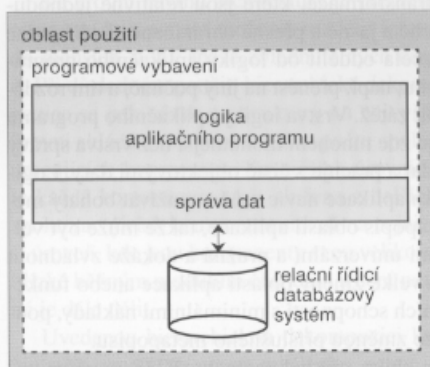 oblast použití
programové vybavení
logika
aplikačního programu
správa dat
relační řídicí
databázový
systém